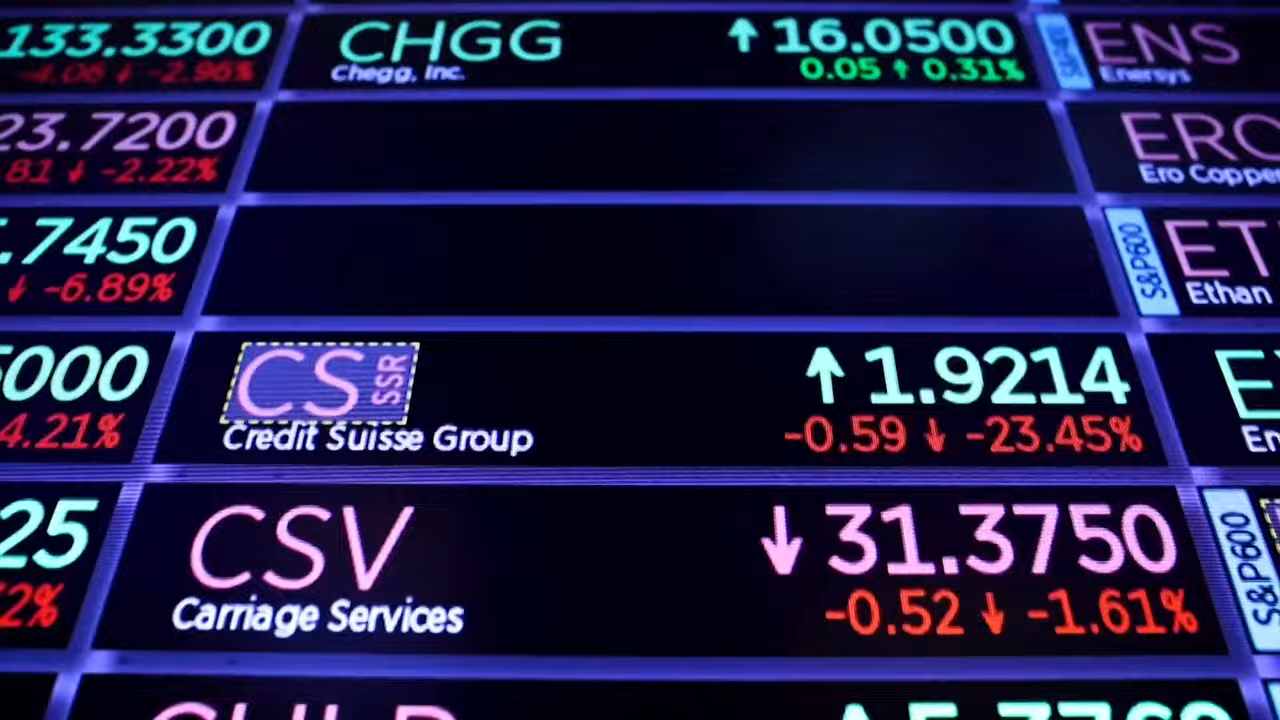 133.3300
-4.06 ↓ -2.96%
23.7200
81 ↓ -2.22%
.7450
↓ -6.89%
5000
4.21%
25
2%
CHGG ↑ 16.0500
Chegg, Inc. 0.05 ↑ 0.31%
CS SSR ↑ 1.9214
Credit Suisse Group -0.59 ↓ -23.45%
CSV ↓ 31.3750
Carriage Services -0.52 ↓ -1.61%
ENS
Enersys
ERO
Ero Copper
S&P600
ET
Ethan
E
En
S&P600